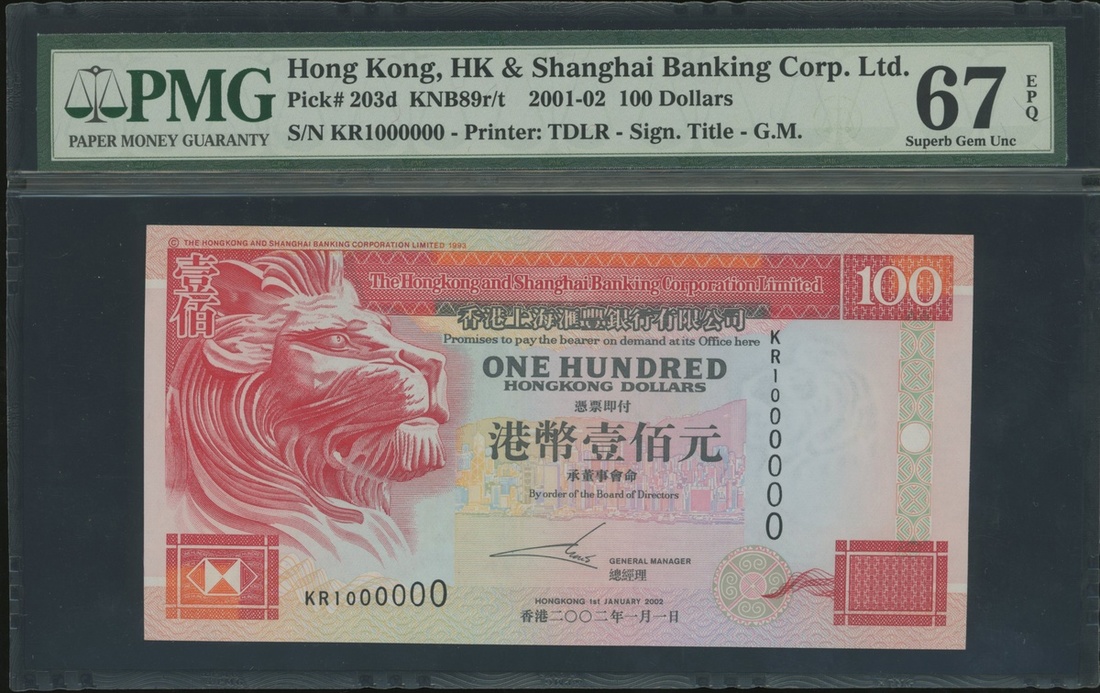 PMG
PAPER MONEY GUARANTY
Hong Kong, HK & Shanghai Banking Corp. Ltd.
Pick# 203d KNB89r/t 2001-02 100 Dollars
S/N KR1000000 - Printer: TDLR - Sign. Title - G.M.
67
EPQ
Superb Gem Unc
© THE HONGKONG AND SHANGHAI BANKING CORPORATION LIMITED 1993
壹佰
The Hongkong and Shanghai Banking Corporation Limited
100
香港上海滙豐銀行有限公司
Promises to pay the bearer on demand at its Office here
KR1000000
ONE HUNDRED
HONGKONG DOLLARS
憑票即付
港幣壹佰元
承董事會命
By order of the Board of Directors
GENERAL MANAGER
總經理
KR1000000
HONGKONG 1st JANUARY 2002
香港二〇〇二年一月一日